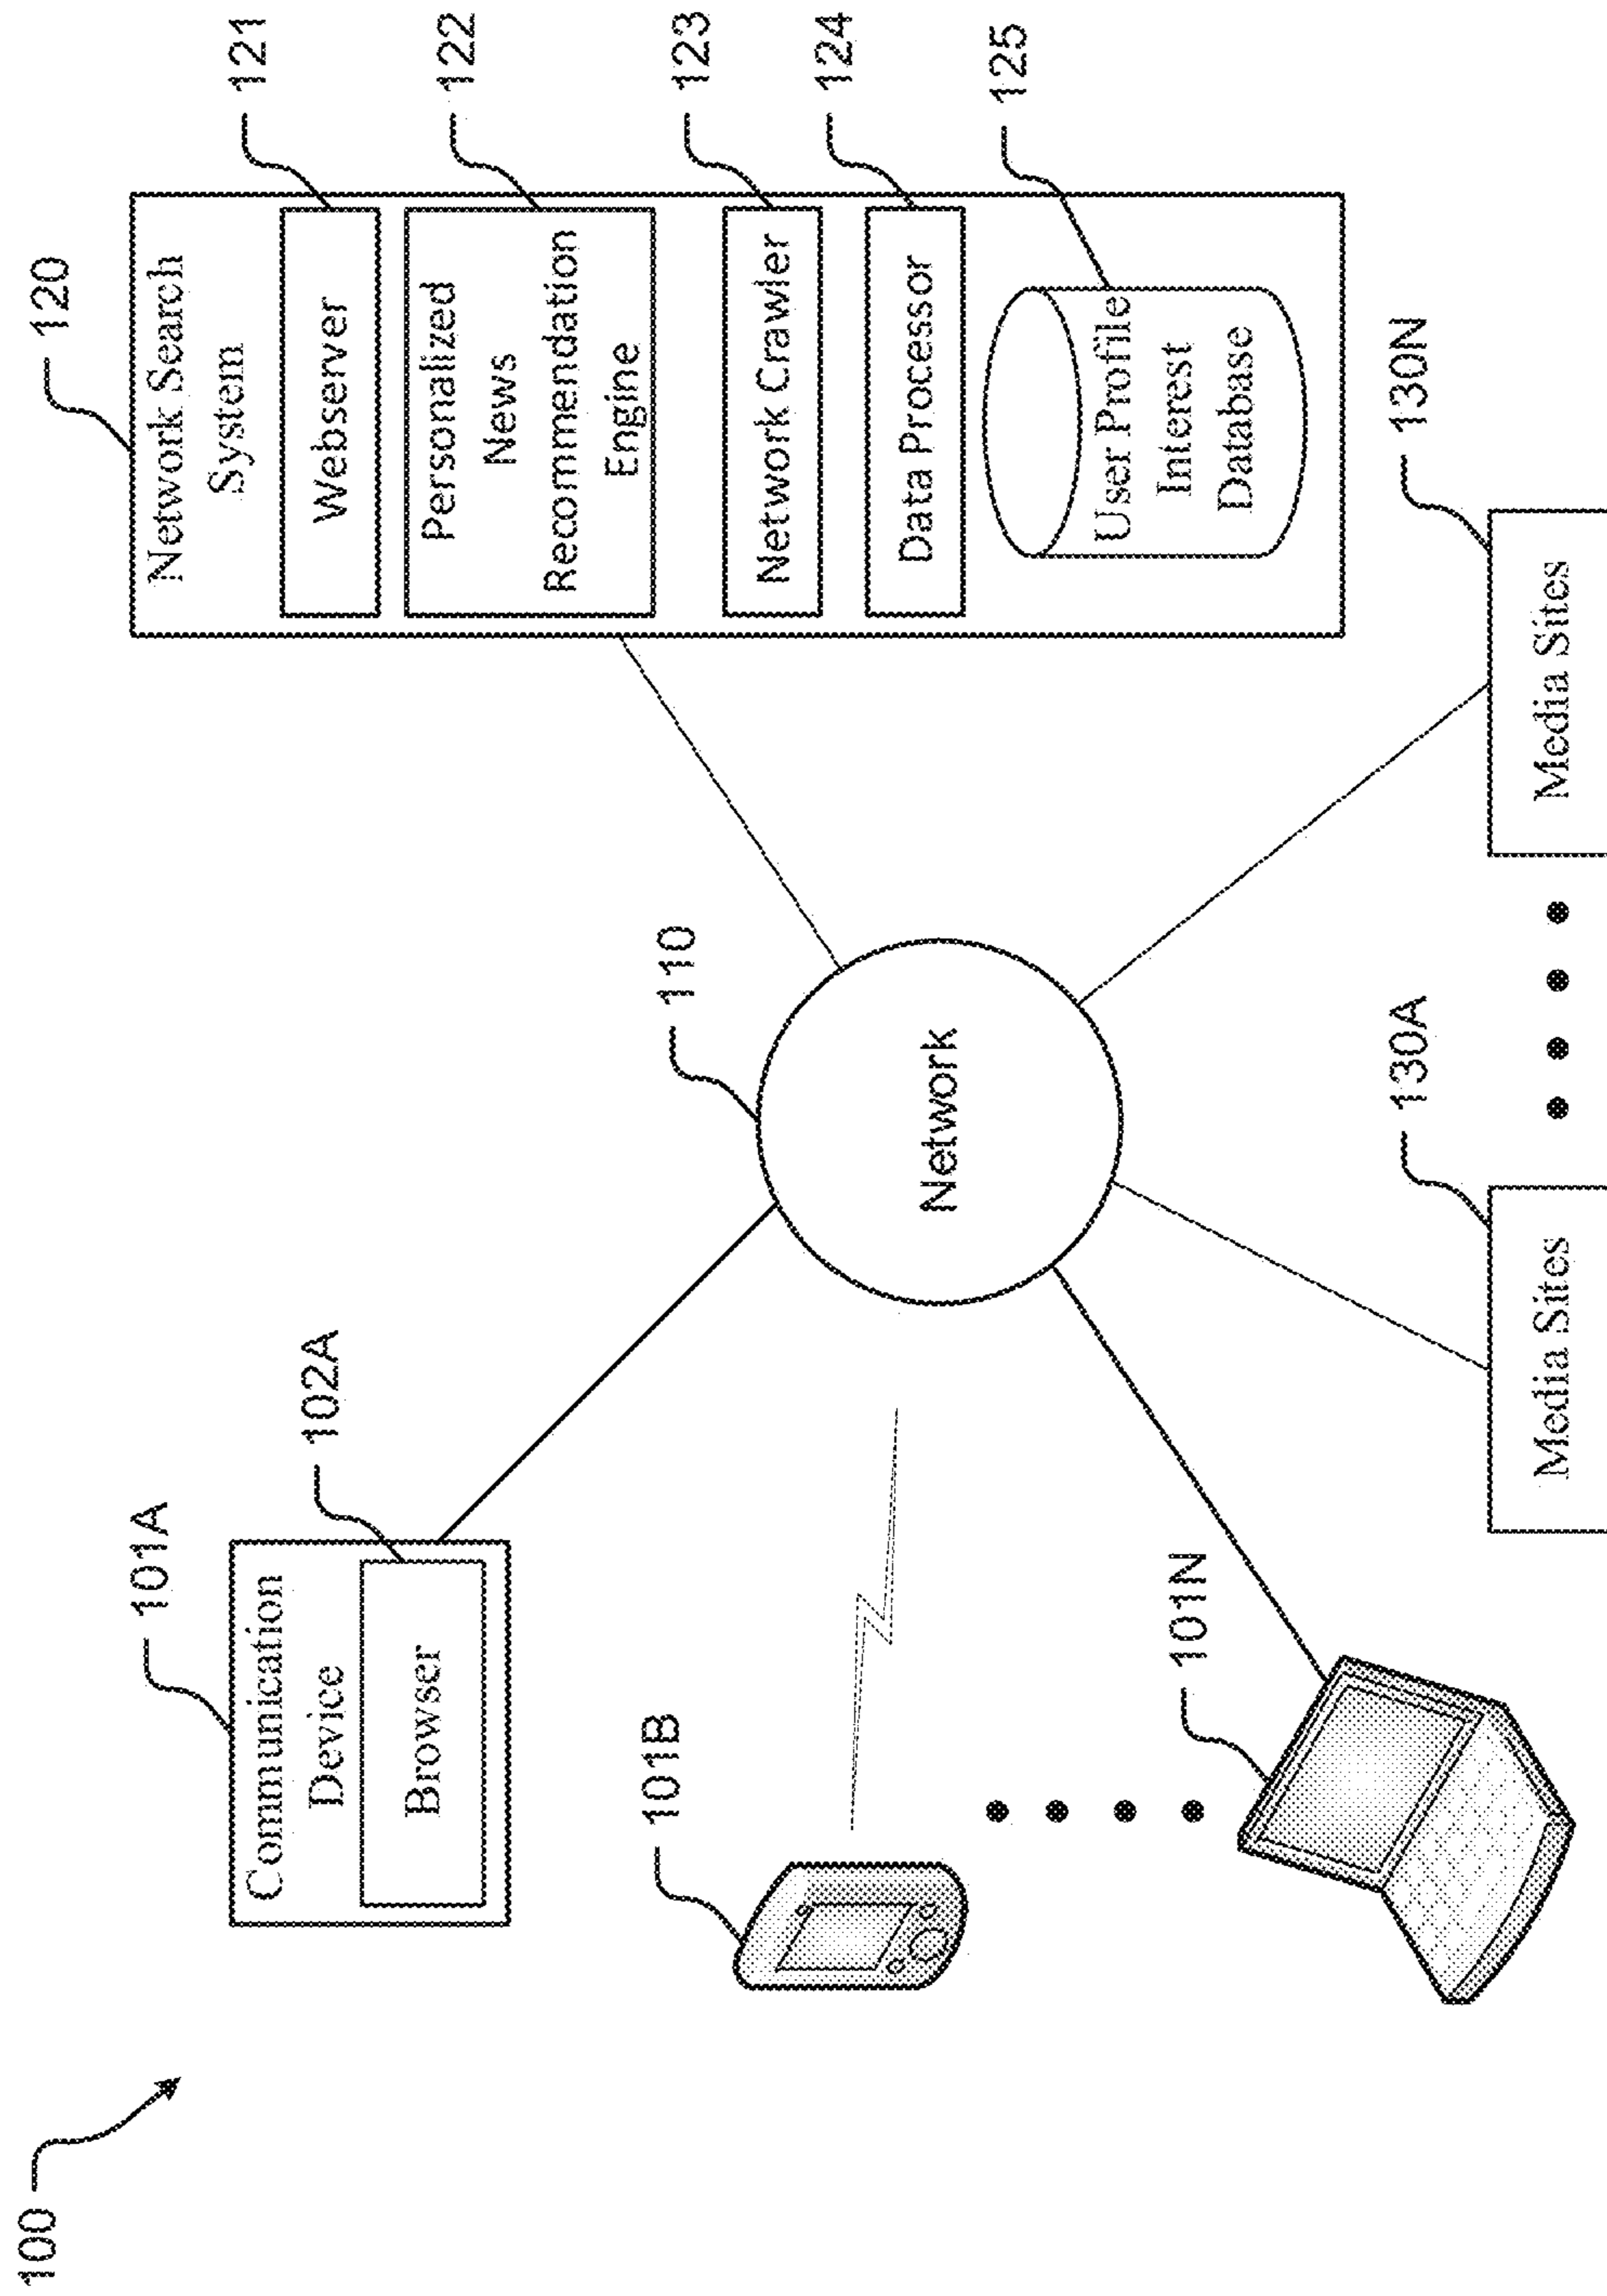 100
101A
Communication
Device
102A
Browser
101B
101N
110
Network
120
Network Search
System
121
Webserver
122
Personalized
News
Recommendation
Engine
123
Network Crawler
124
Data Processor
125
User Profile
Interest
Database
130A
Media Sites
130N
Media Sites